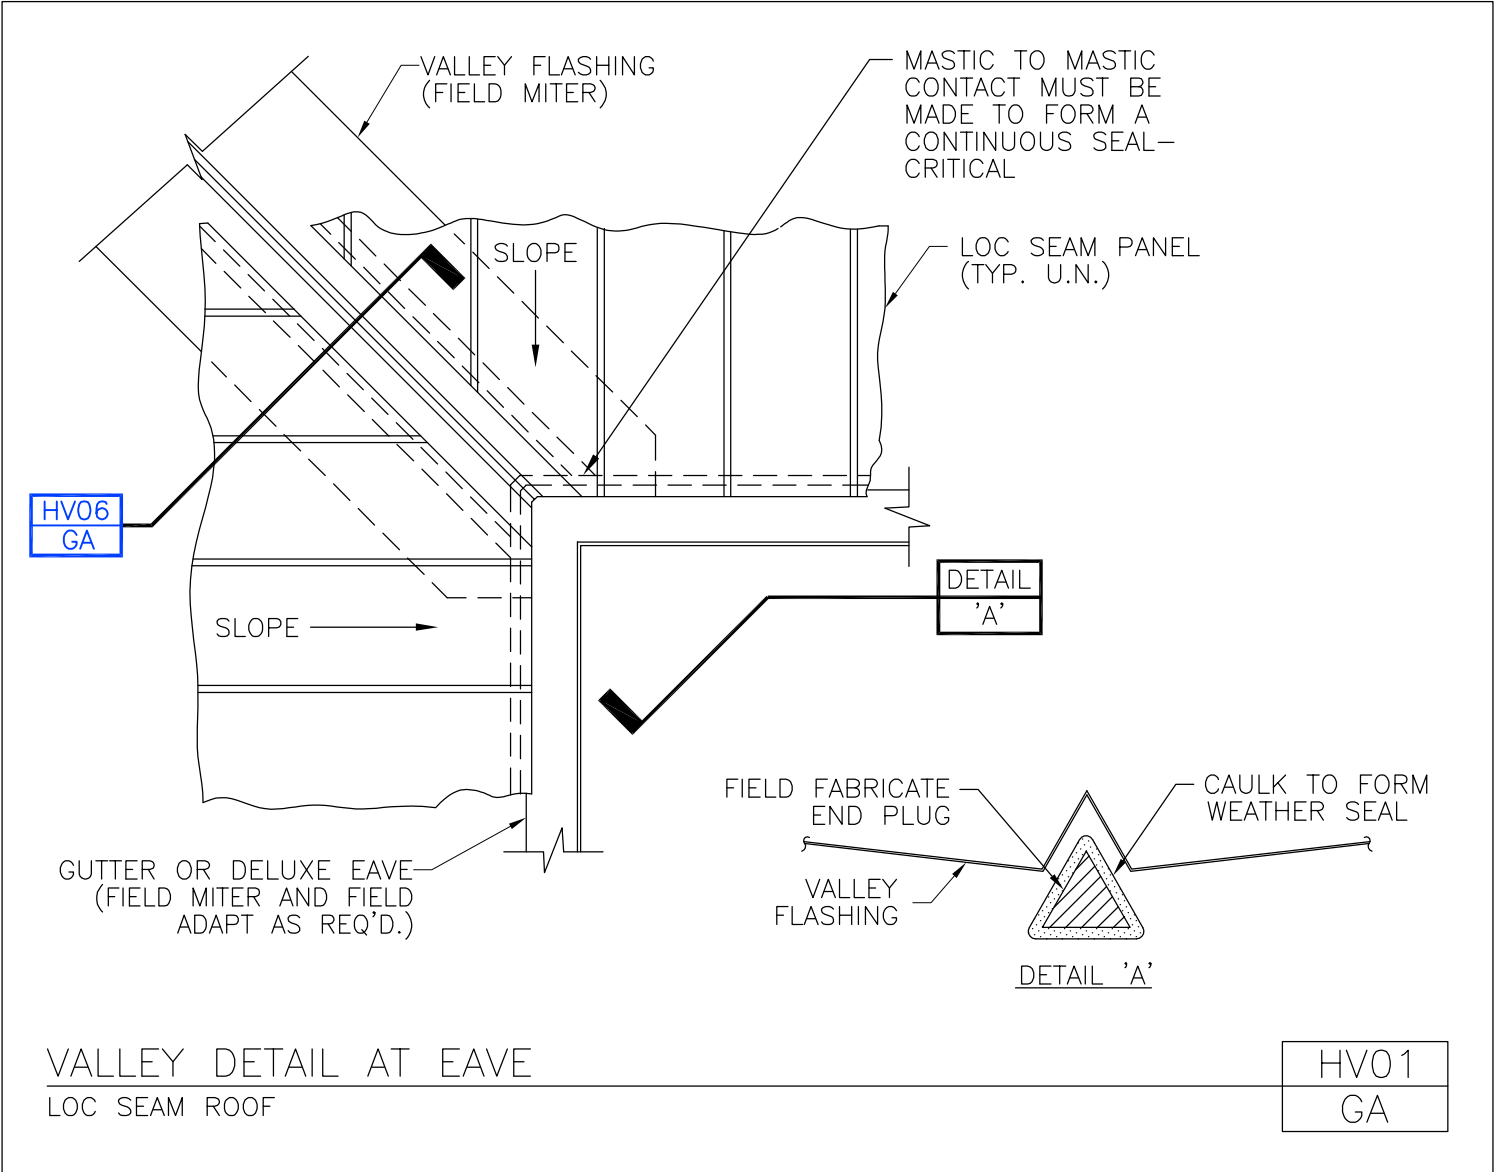 VALLEY FLASHING
(FIELD MITER)
MASTIC TO MASTIC
CONTACT MUST BE
MADE TO FORM A
CONTINUOUS SEAL-
CRITICAL
SLOPE
LOC SEAM PANEL
(TYP. U.N.)
HV06
GA
DETAIL
'A'
SLOPE
FIELD FABRICATE
END PLUG
CAULK TO FORM
WEATHER SEAL
GUTTER OR DELUXE EAVE
(FIELD MITER AND FIELD
ADAPT AS REQ'D.)
VALLEY
FLASHING
DETAIL 'A'
VALLEY DETAIL AT EAVE
LOC SEAM ROOF
HV01
GA